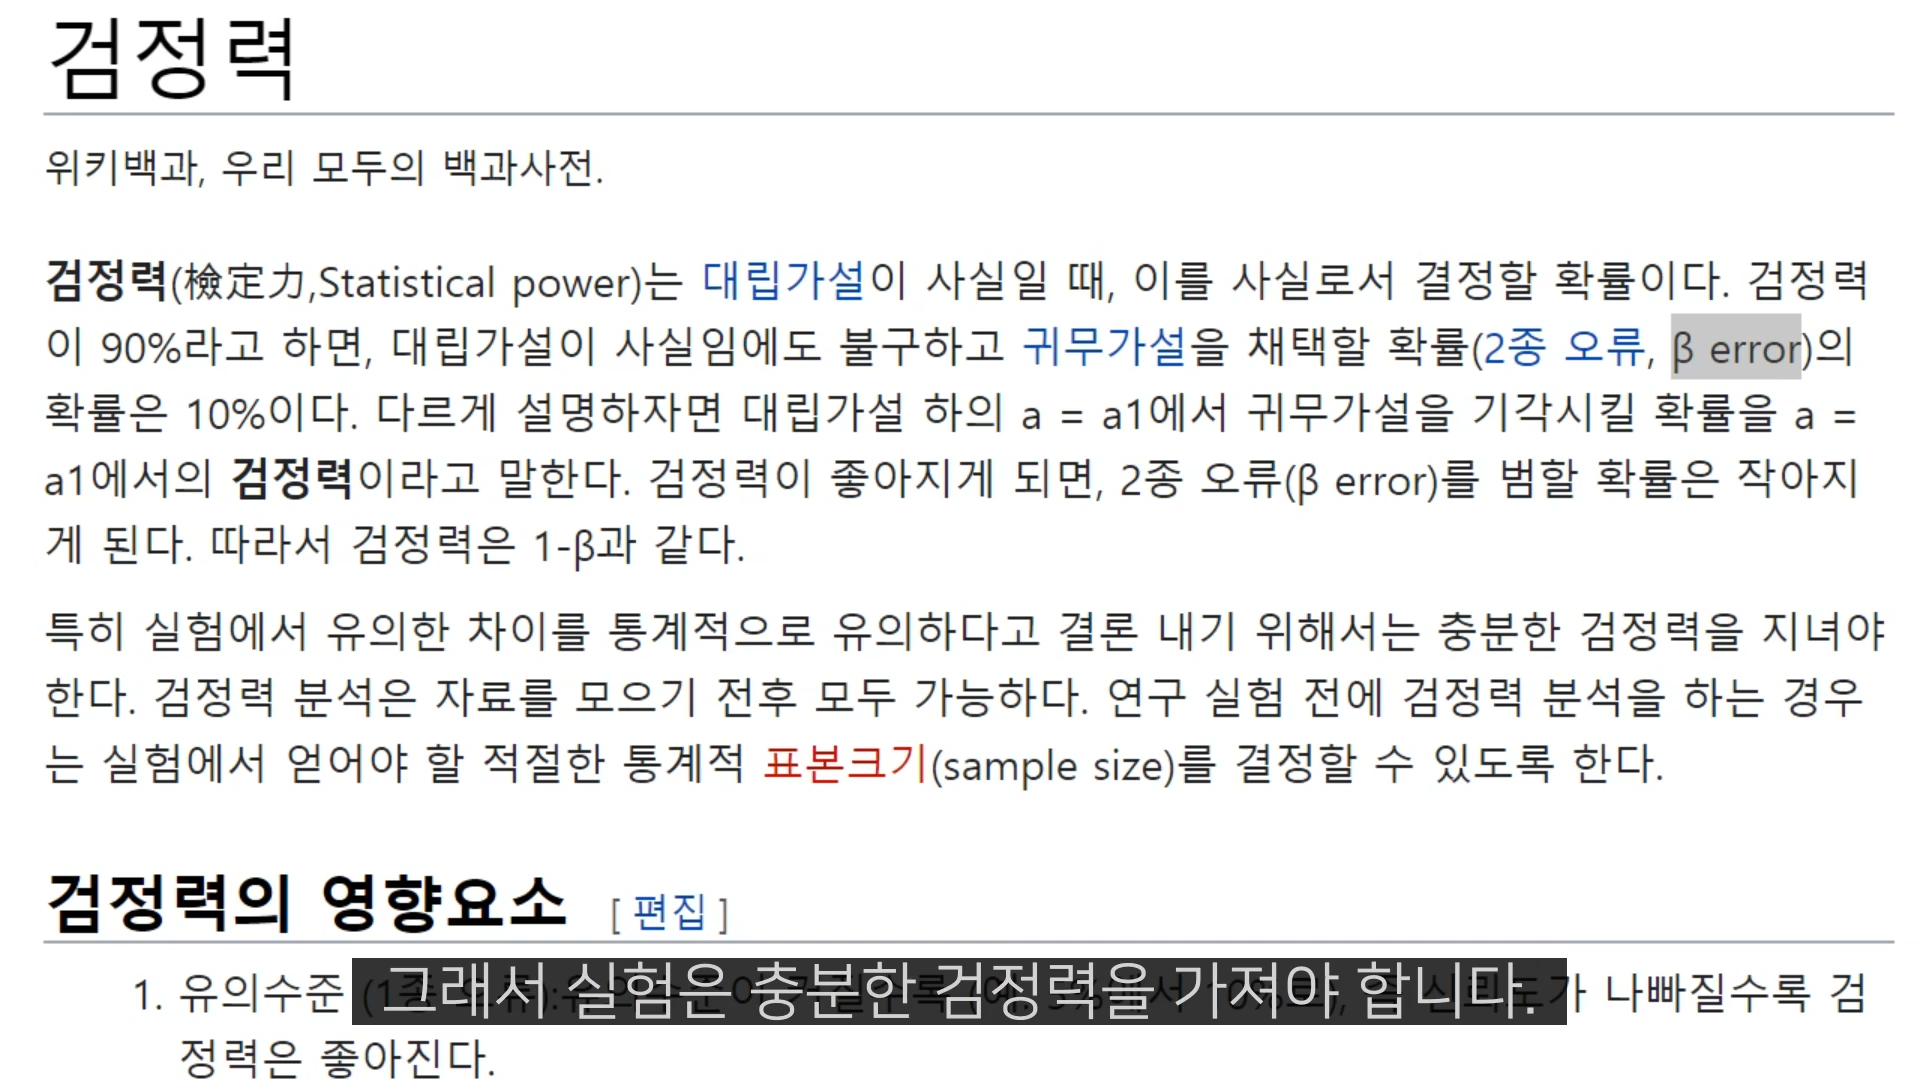 검정력
위키백과, 우리 모두의 백과사전.
검정력(檢定力,Statistical power)는 대립가설이 사실일 때, 이를 사실로서 결정할 확률이다. 검정력
이 90%라고 하면, 대립가설이 사실임에도 불구하고 귀무가설을 채택할 확률(2종 오류, β error)의
확률은 10%이다. 다르게 설명하자면 대립가설 하의 a = a1에서 귀무가설을 기각시킬 확률을 a =
a1에서의 검정력이라고 말한다. 검정력이 좋아지게 되면, 2종 오류(β error)를 범할 확률은 작아지
게 된다. 따라서 검정력은 1-β과 같다.
특히 실험에서 유의한 차이를 통계적으로 유의하다고 결론 내기 위해서는 충분한 검정력을 지녀야
한다. 검정력 분석은 자료를 모으기 전후 모두 가능하다. 연구 실험 전에 검정력 분석을 하는 경우
는 실험에서 얻어야 할 적절한 통계적 표본크기(sample size)를 결정할 수 있도록 한다.
검정력의 영향요소 [ 편집 ]
1. 유의수준 나빠질수록 검
그래서 실험은 충분한 검정력을 가져야 합니다.
정력은 좋아진다.